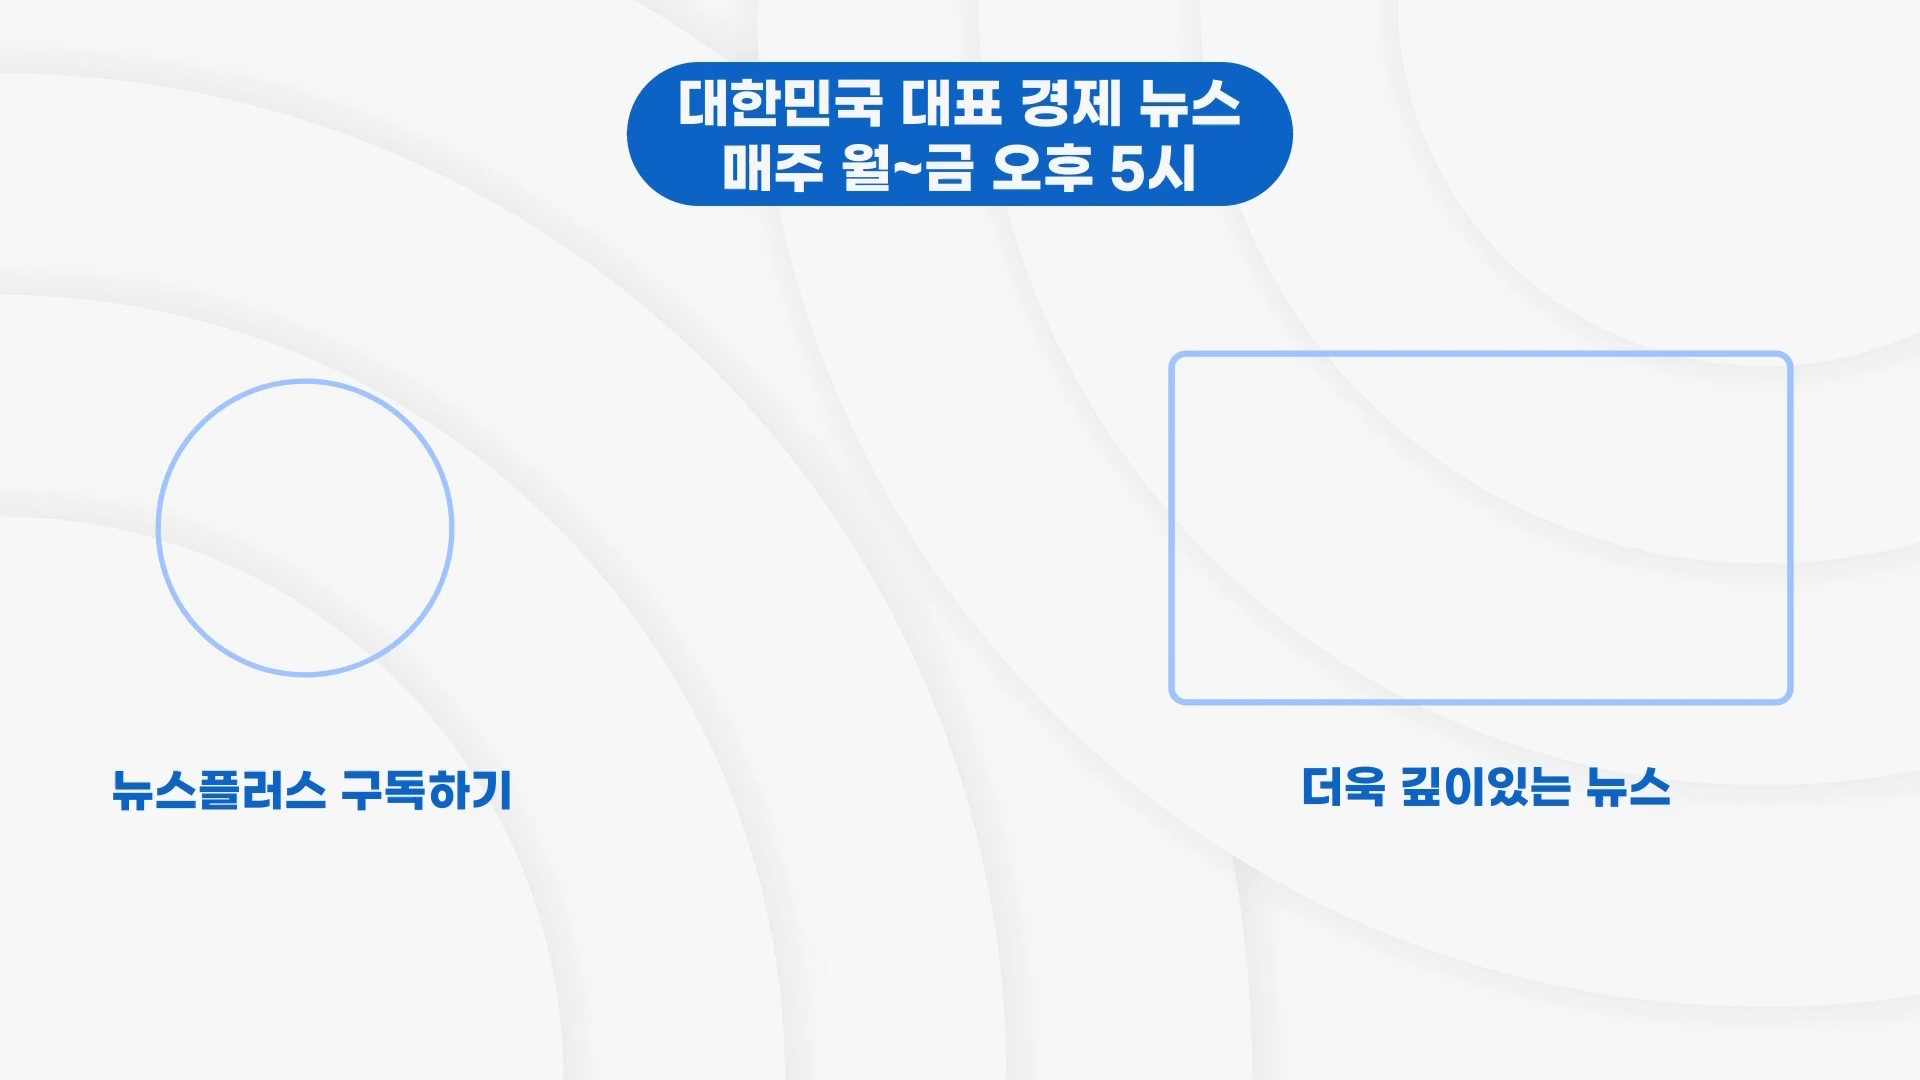 대한민국 대표 경제 뉴스
매주 월~금 오후 5시
뉴스플러스 구독하기
더욱 깊이있는 뉴스